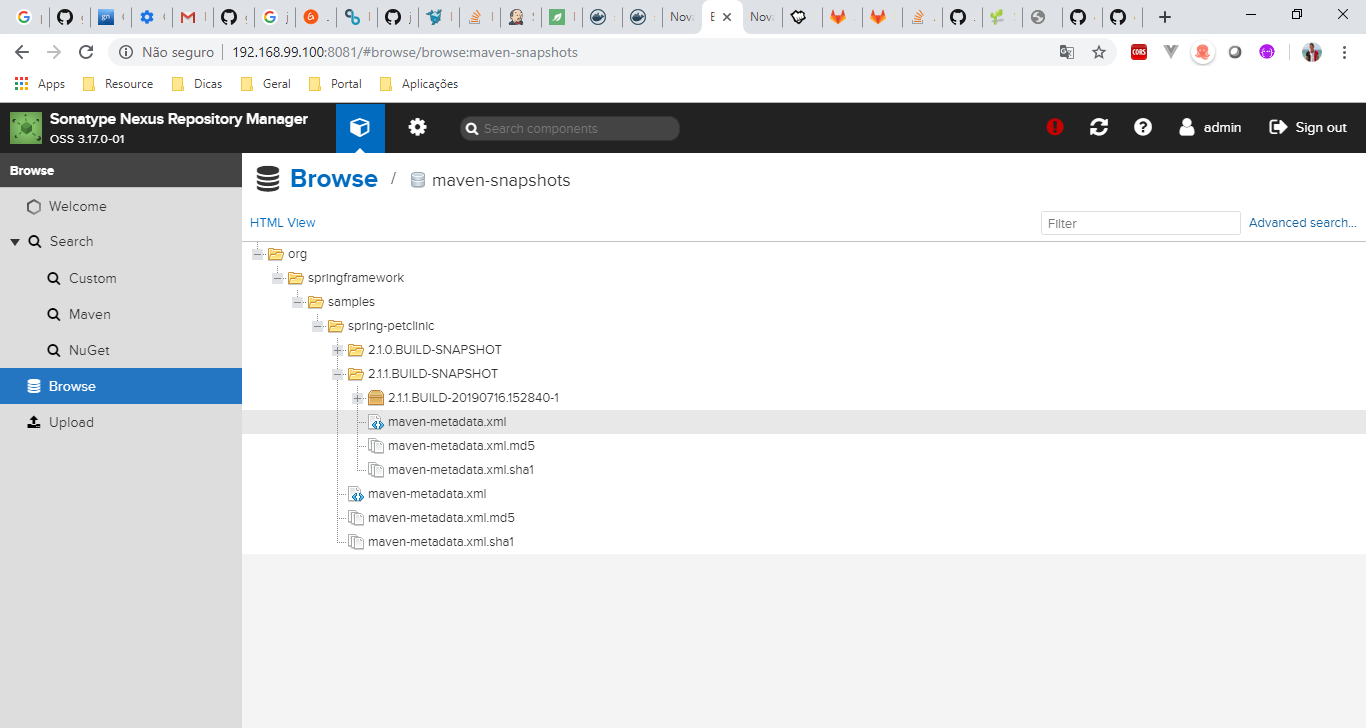 Nova
Nova
Não seguro
192.168.99.100:8081/#browse/browse:maven-snapshots
CORS
Apps
Resource
Dicas
Geral
Portal
Aplicações
Sonatype Nexus Repository Manager
OSS 3.17.0-01
Search components
admin
Sign out
Browse
Browse / maven-snapshots
Welcome
HTML View
Filter
Advanced search...
Search
Custom
Maven
NuGet
Browse
Upload
org
springframework
samples
spring-petclinic
2.1.0.BUILD-SNAPSHOT
2.1.1.BUILD-SNAPSHOT
2.1.1.BUILD-20190716.152840-1
maven-metadata.xml
maven-metadata.xml.md5
maven-metadata.xml.sha1
maven-metadata.xml
maven-metadata.xml.md5
maven-metadata.xml.sha1